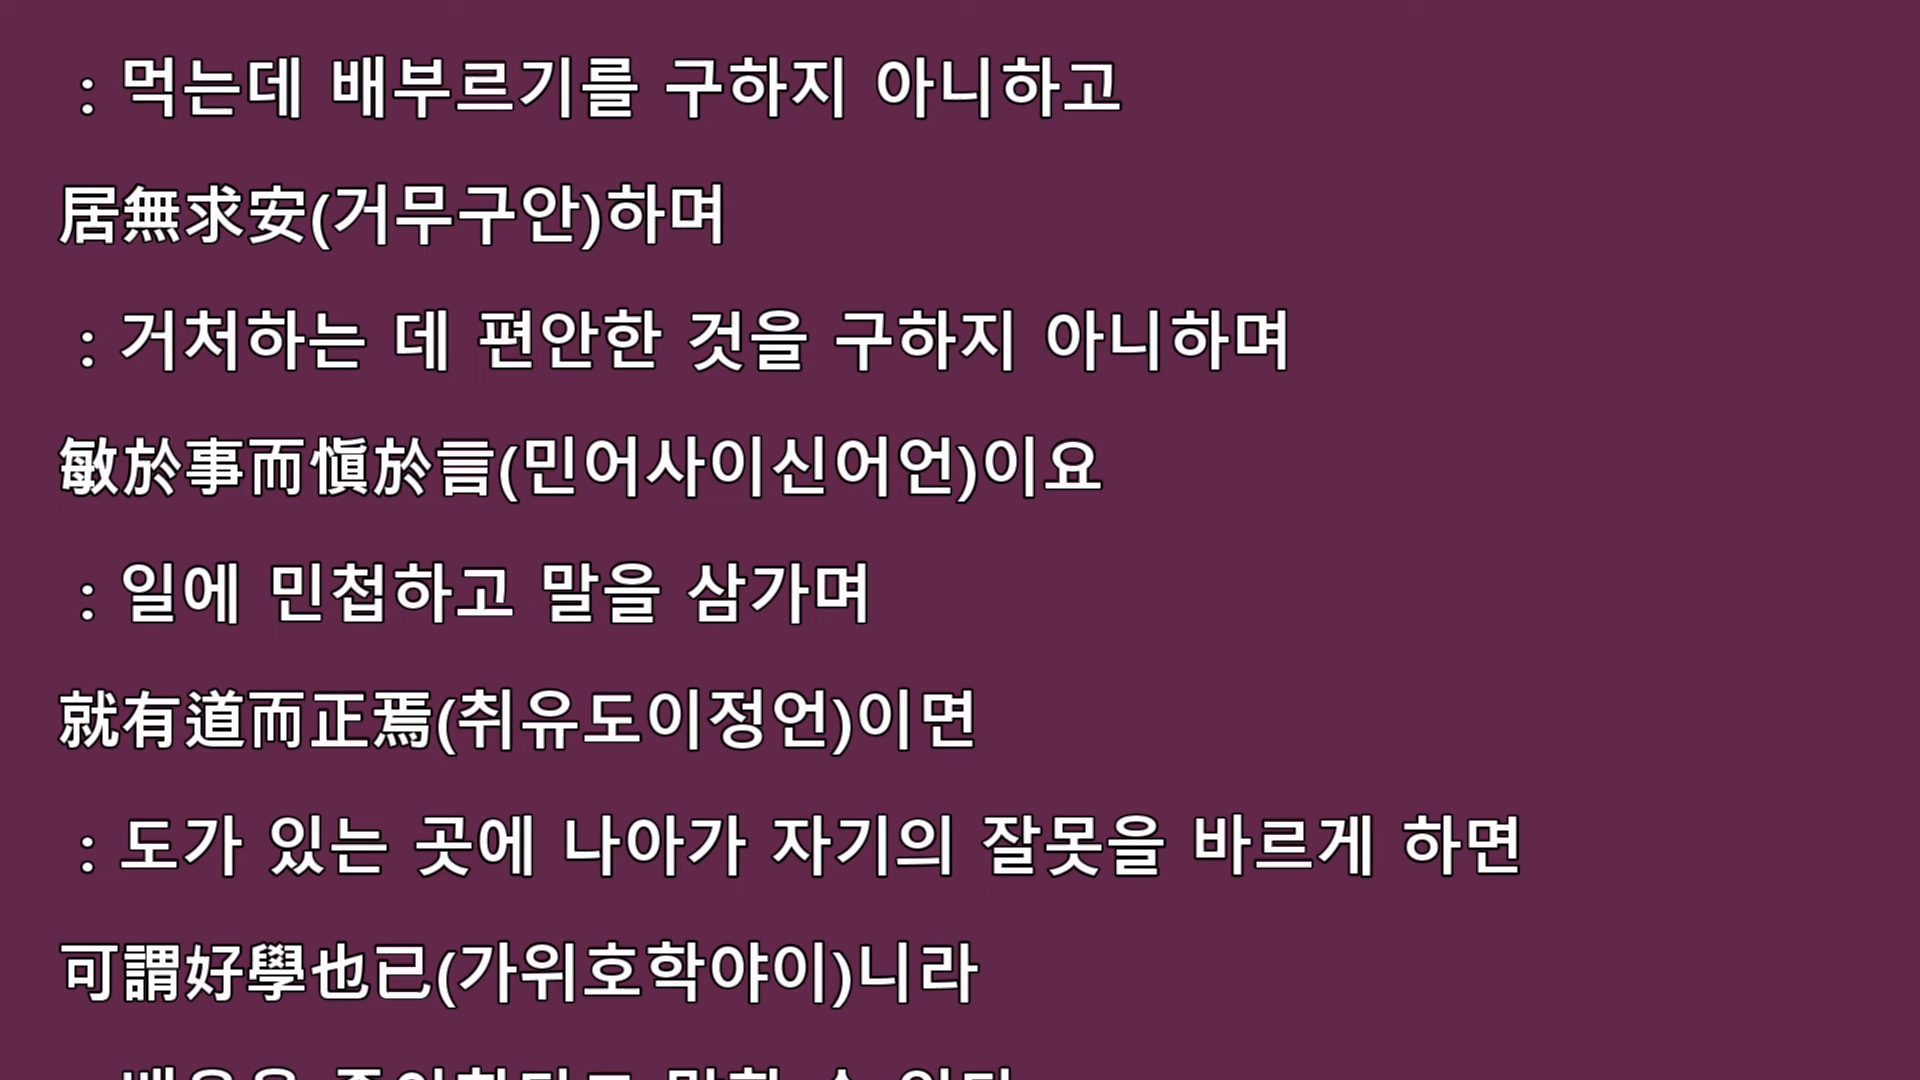 : 먹는데 배부르기를 구하지 아니하고
居無求安(거무구안)하며
: 거처하는 데 편안한 것을 구하지 아니하며
敏於事而愼於言(민어사이신어언)이요
: 일에 민첩하고 말을 삼가며
就有道而正焉(취유도이정언)이면
: 도가 있는 곳에 나아가 자기의 잘못을 바르게 하면
可謂好學也已(가위호학야이)니라